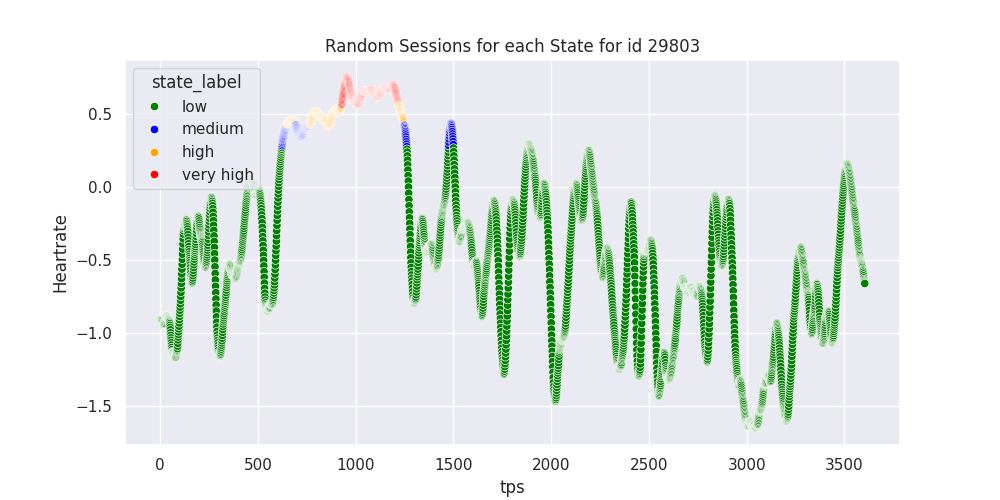 Random Sessions for each State for id 29803
state_label
low
medium
high
very high
0.5
0.0
−0.5
−1.0
−1.5
Heartrate
0 500 1000 1500 2000 2500 3000 3500
tps